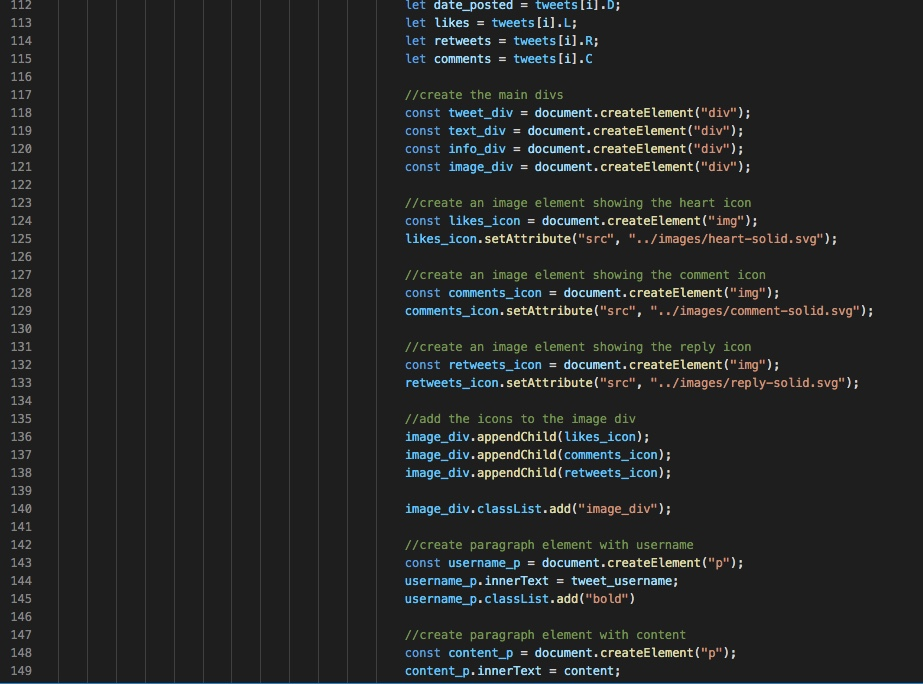 112 let date_posted = tweets[i].D;
113 let likes = tweets[i].L;
114 let retweets = tweets[i].R;
115 let comments = tweets[i].C
116
117 //create the main divs
118 const tweet_div = document.createElement("div");
119 const text_div = document.createElement("div");
120 const info_div = document.createElement("div");
121 const image_div = document.createElement("div");
122
123 //create an image element showing the heart icon
124 const likes_icon = document.createElement("img");
125 likes_icon.setAttribute("src", "../images/heart-solid.svg");
126
127 //create an image element showing the comment icon
128 const comments_icon = document.createElement("img");
129 comments_icon.setAttribute("src", "../images/comment-solid.svg");
130
131 //create an image element showing the reply icon
132 const retweets_icon = document.createElement("img");
133 retweets_icon.setAttribute("src", "../images/reply-solid.svg");
134
135 //add the icons to the image div
136 image_div.appendChild(likes_icon);
137 image_div.appendChild(comments_icon);
138 image_div.appendChild(retweets_icon);
139
140 image_div.classList.add("image_div");
141
142 //create paragraph element with username
143 const username_p = document.createElement("p");
144 username_p.innerText = tweet_username;
145 username_p.classList.add("bold")
146
147 //create paragraph element with content
148 const content_p = document.createElement("p");
149 content_p.innerText = content;